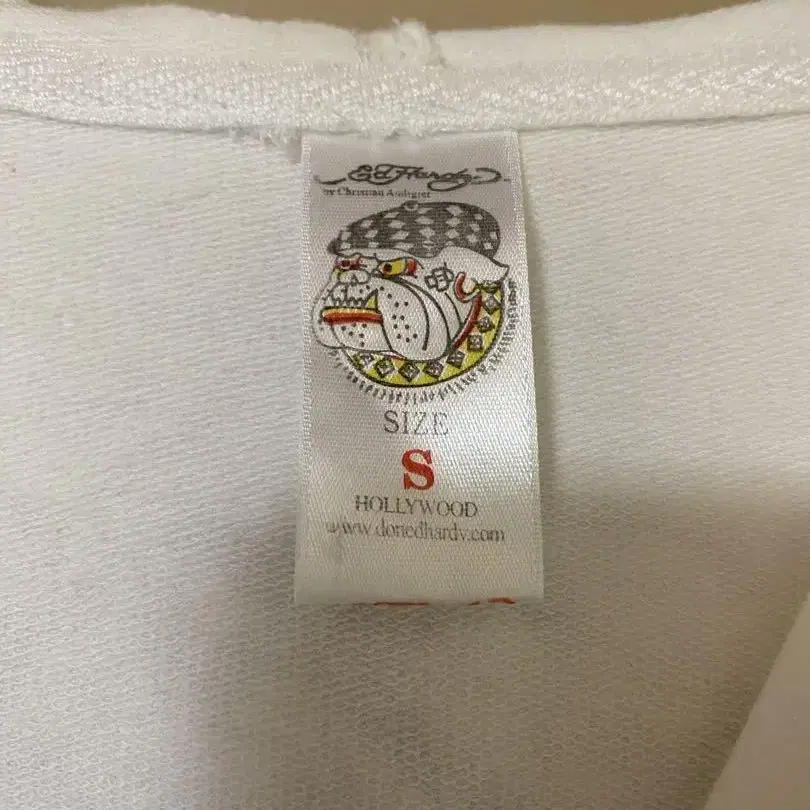 Ed Hardy
by Christian Audigier
SIZE
S
HOLLYWOOD
www.donedhardy.com